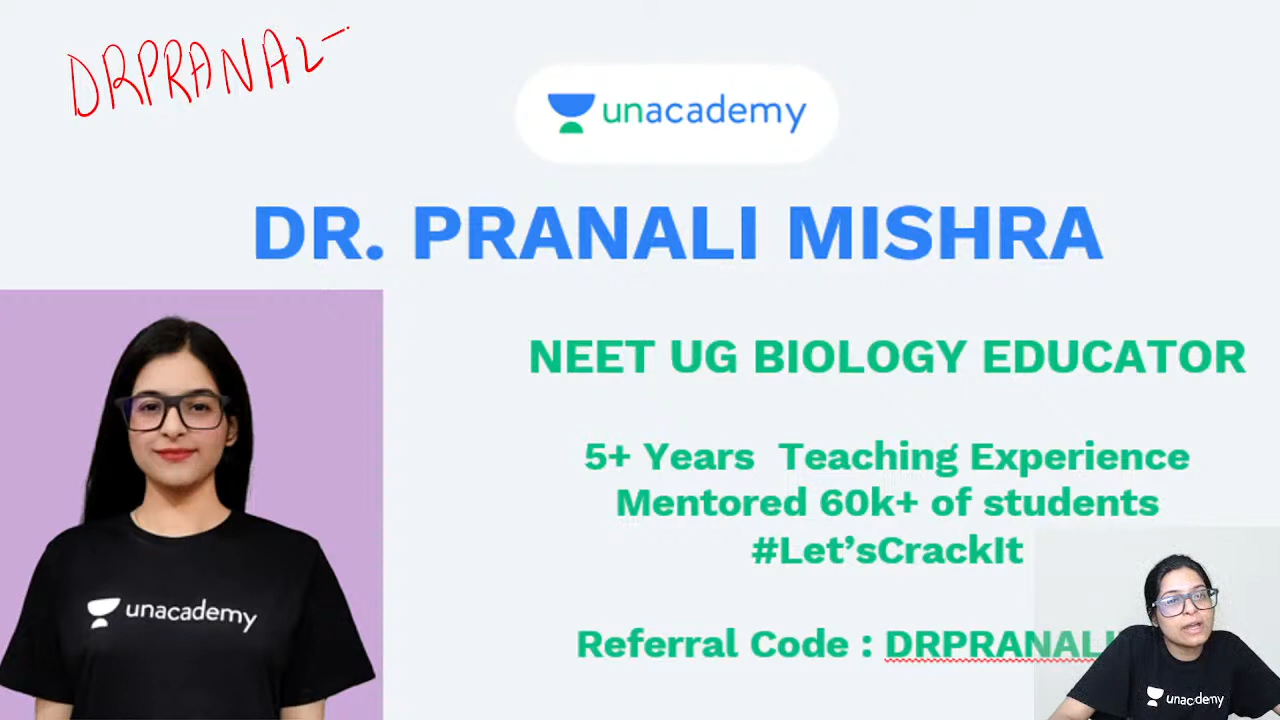 DRPRANAL
unacademy
DR. PRANALI MISHRA
NEET UG BIOLOGY EDUCATOR
5+ Years Teaching Experience
Mentored 60k+ of students
#Let’sCrackIt
Referral Code : DRPRANALI
unacademy
unacademy